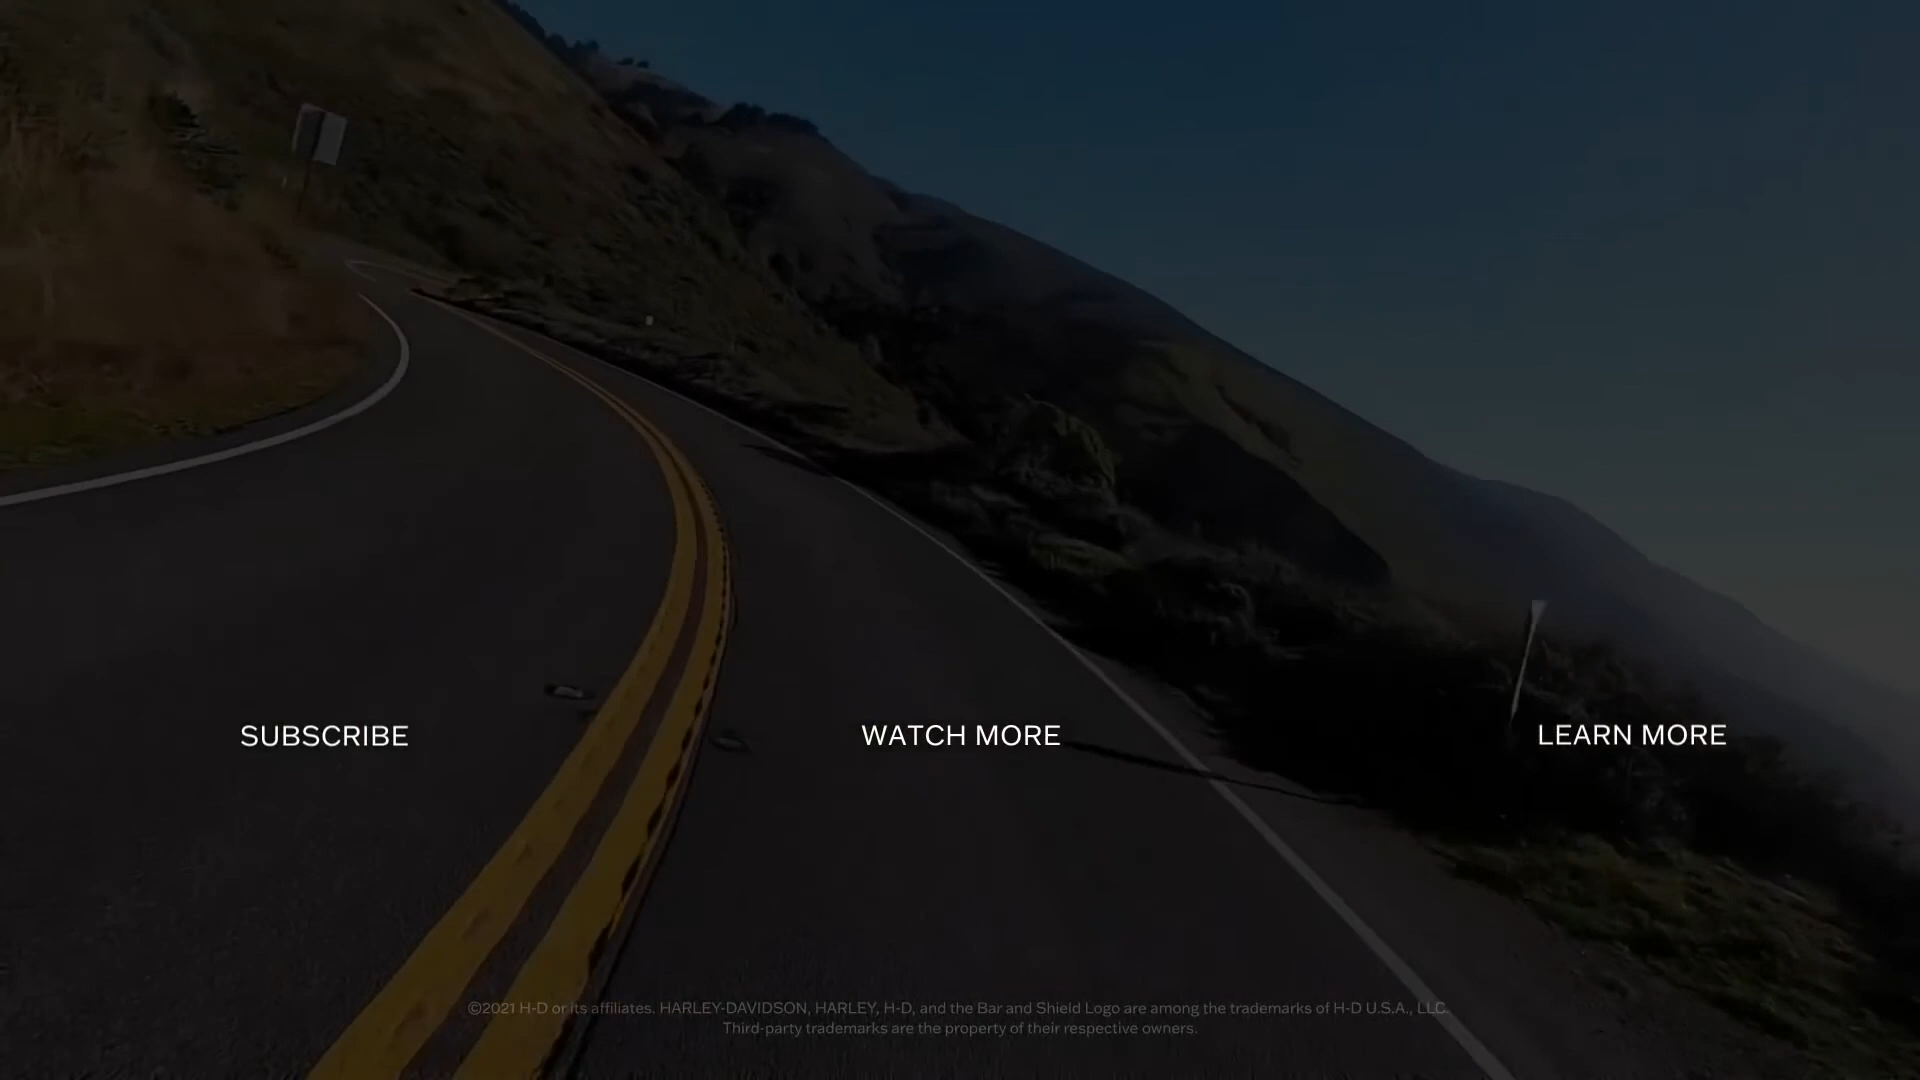 SUBSCRIBE
WATCH MORE
LEARN MORE
©2021 H-D or its affiliates. HARLEY-DAVIDSON, HARLEY, H-D, and the Bar and Shield Logo are among the trademarks of H-D U.S.A., LLC.
Third-party trademarks are the property of their respective owners.